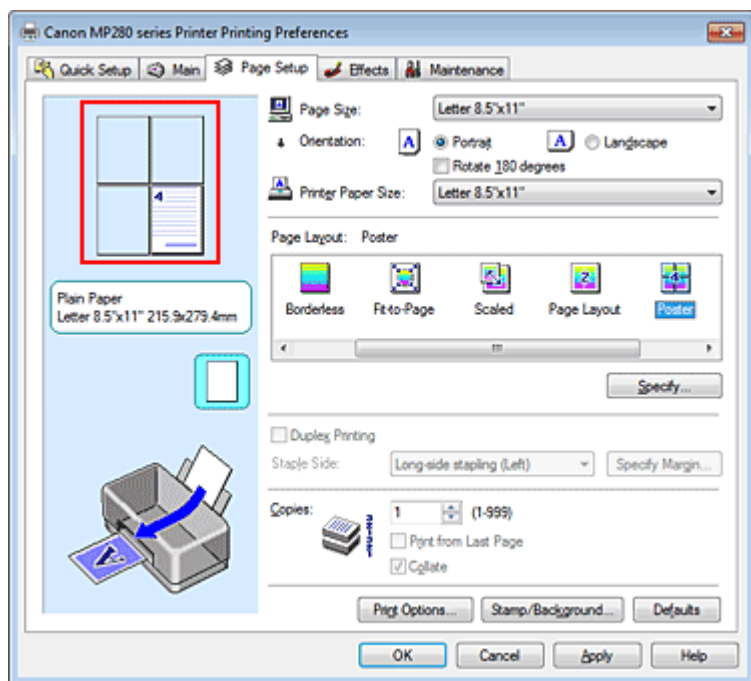 Canon MP280 series Printer Printing Preferences
Quick Setup Main Page Setup Effects Maintenance
Page Size: Letter 8.5"x11"
Orientation: A Portrait A Landscape
Rotate 180 degrees
Printer Paper Size: Letter 8.5"x11"
4
Page Layout: Poster
Plain Paper
Letter 8.5"x11" 215.9x279.4mm
2 4
Borderless Fit-to-Page Scaled Page Layout Poster
Specify...
Duplex Printing
Staple Side: Long-side stapling (Left) Specify Margin...
Copies: 1 (1-999)
Print from Last Page
Collate
Print Options... Stamp/Background... Defaults
OK Cancel Apply Help